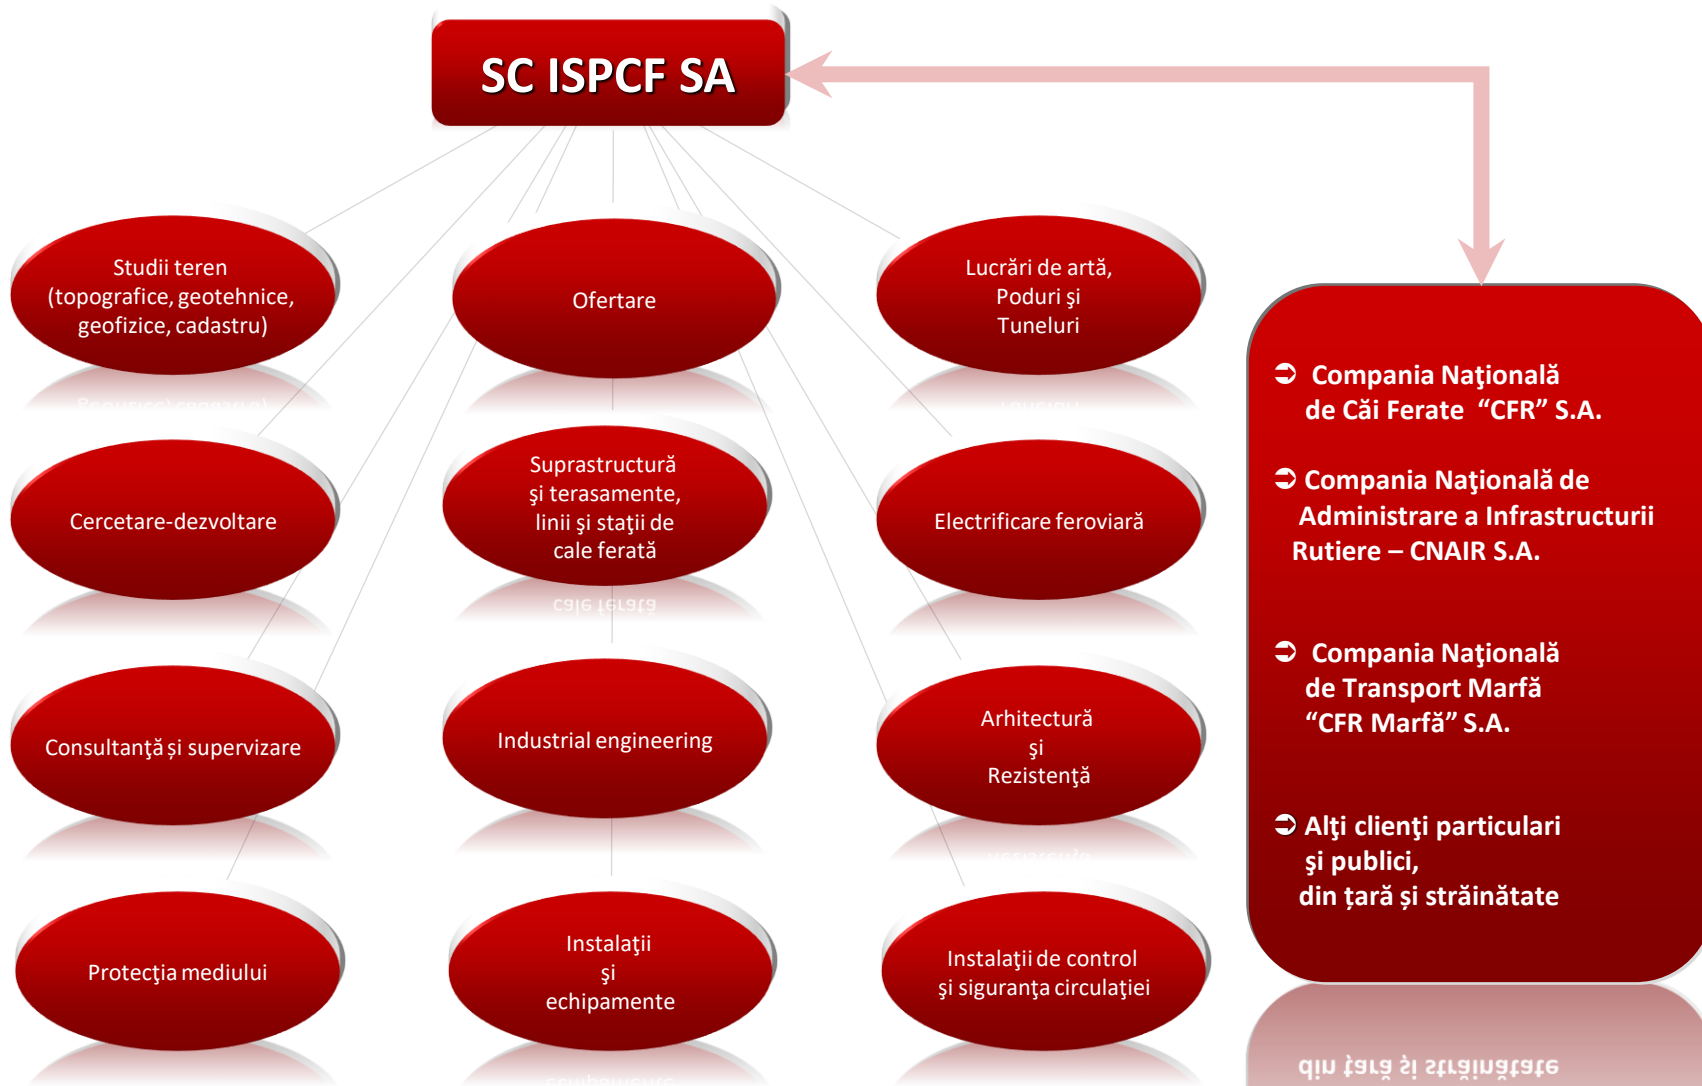 SC ISPCF SA
Studii teren
(topografice, geotehnice,
geofizice, cadastru)
Ofertare
Lucrări de artă,
Poduri şi
Tuneluri
Cercetare-dezvoltare
Suprastructură
şi terasamente,
linii şi staţii de
cale ferată
Electrificare feroviară
Consultanţă și supervizare
Industrial engineering
Arhitectură
şi
Rezistenţă
Protecţia mediului
Instalaţii
şi
echipamente
Instalaţii de control
şi siguranţa circulaţiei
➲ Compania Naţională
de Căi Ferate “CFR” S.A.
➲ Compania Naţională de
Administrare a Infrastructurii
Rutiere – CNAIR S.A.
➲ Compania Naţională
de Transport Marfă
“CFR Marfă” S.A.
➲ Alţi clienţi particulari
şi publici,
din țară și străinătate